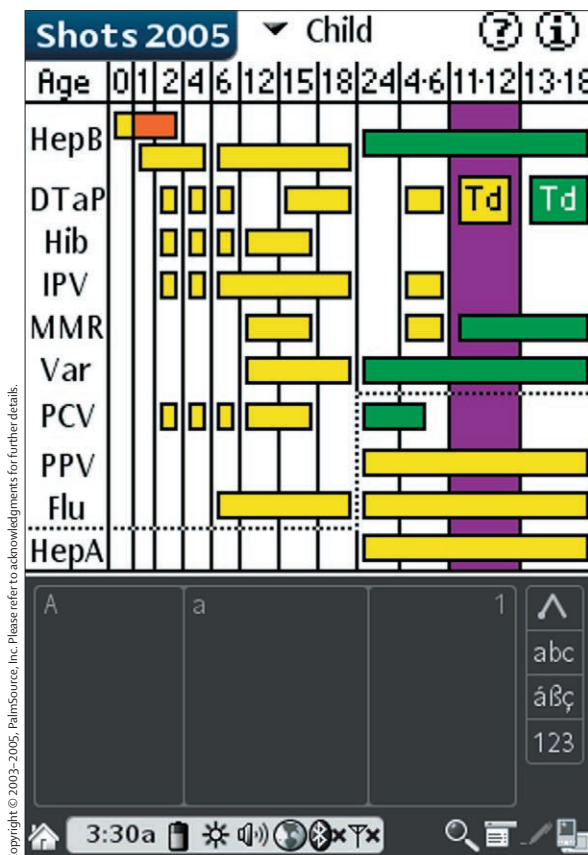 Shots 2005 Child ? i
Age 0 1 2 4 6 12 15 18 24 4-6 11-12 13-18
HepB
DTaP Td Td
Hib
IPV
MMR
Var
PCV
PPV
Flu
HepA
A a 1
abc
áßç
123
3:30a
opyright © 2003–2005, PalmSource, Inc. Please refer to acknowledgments for further details.